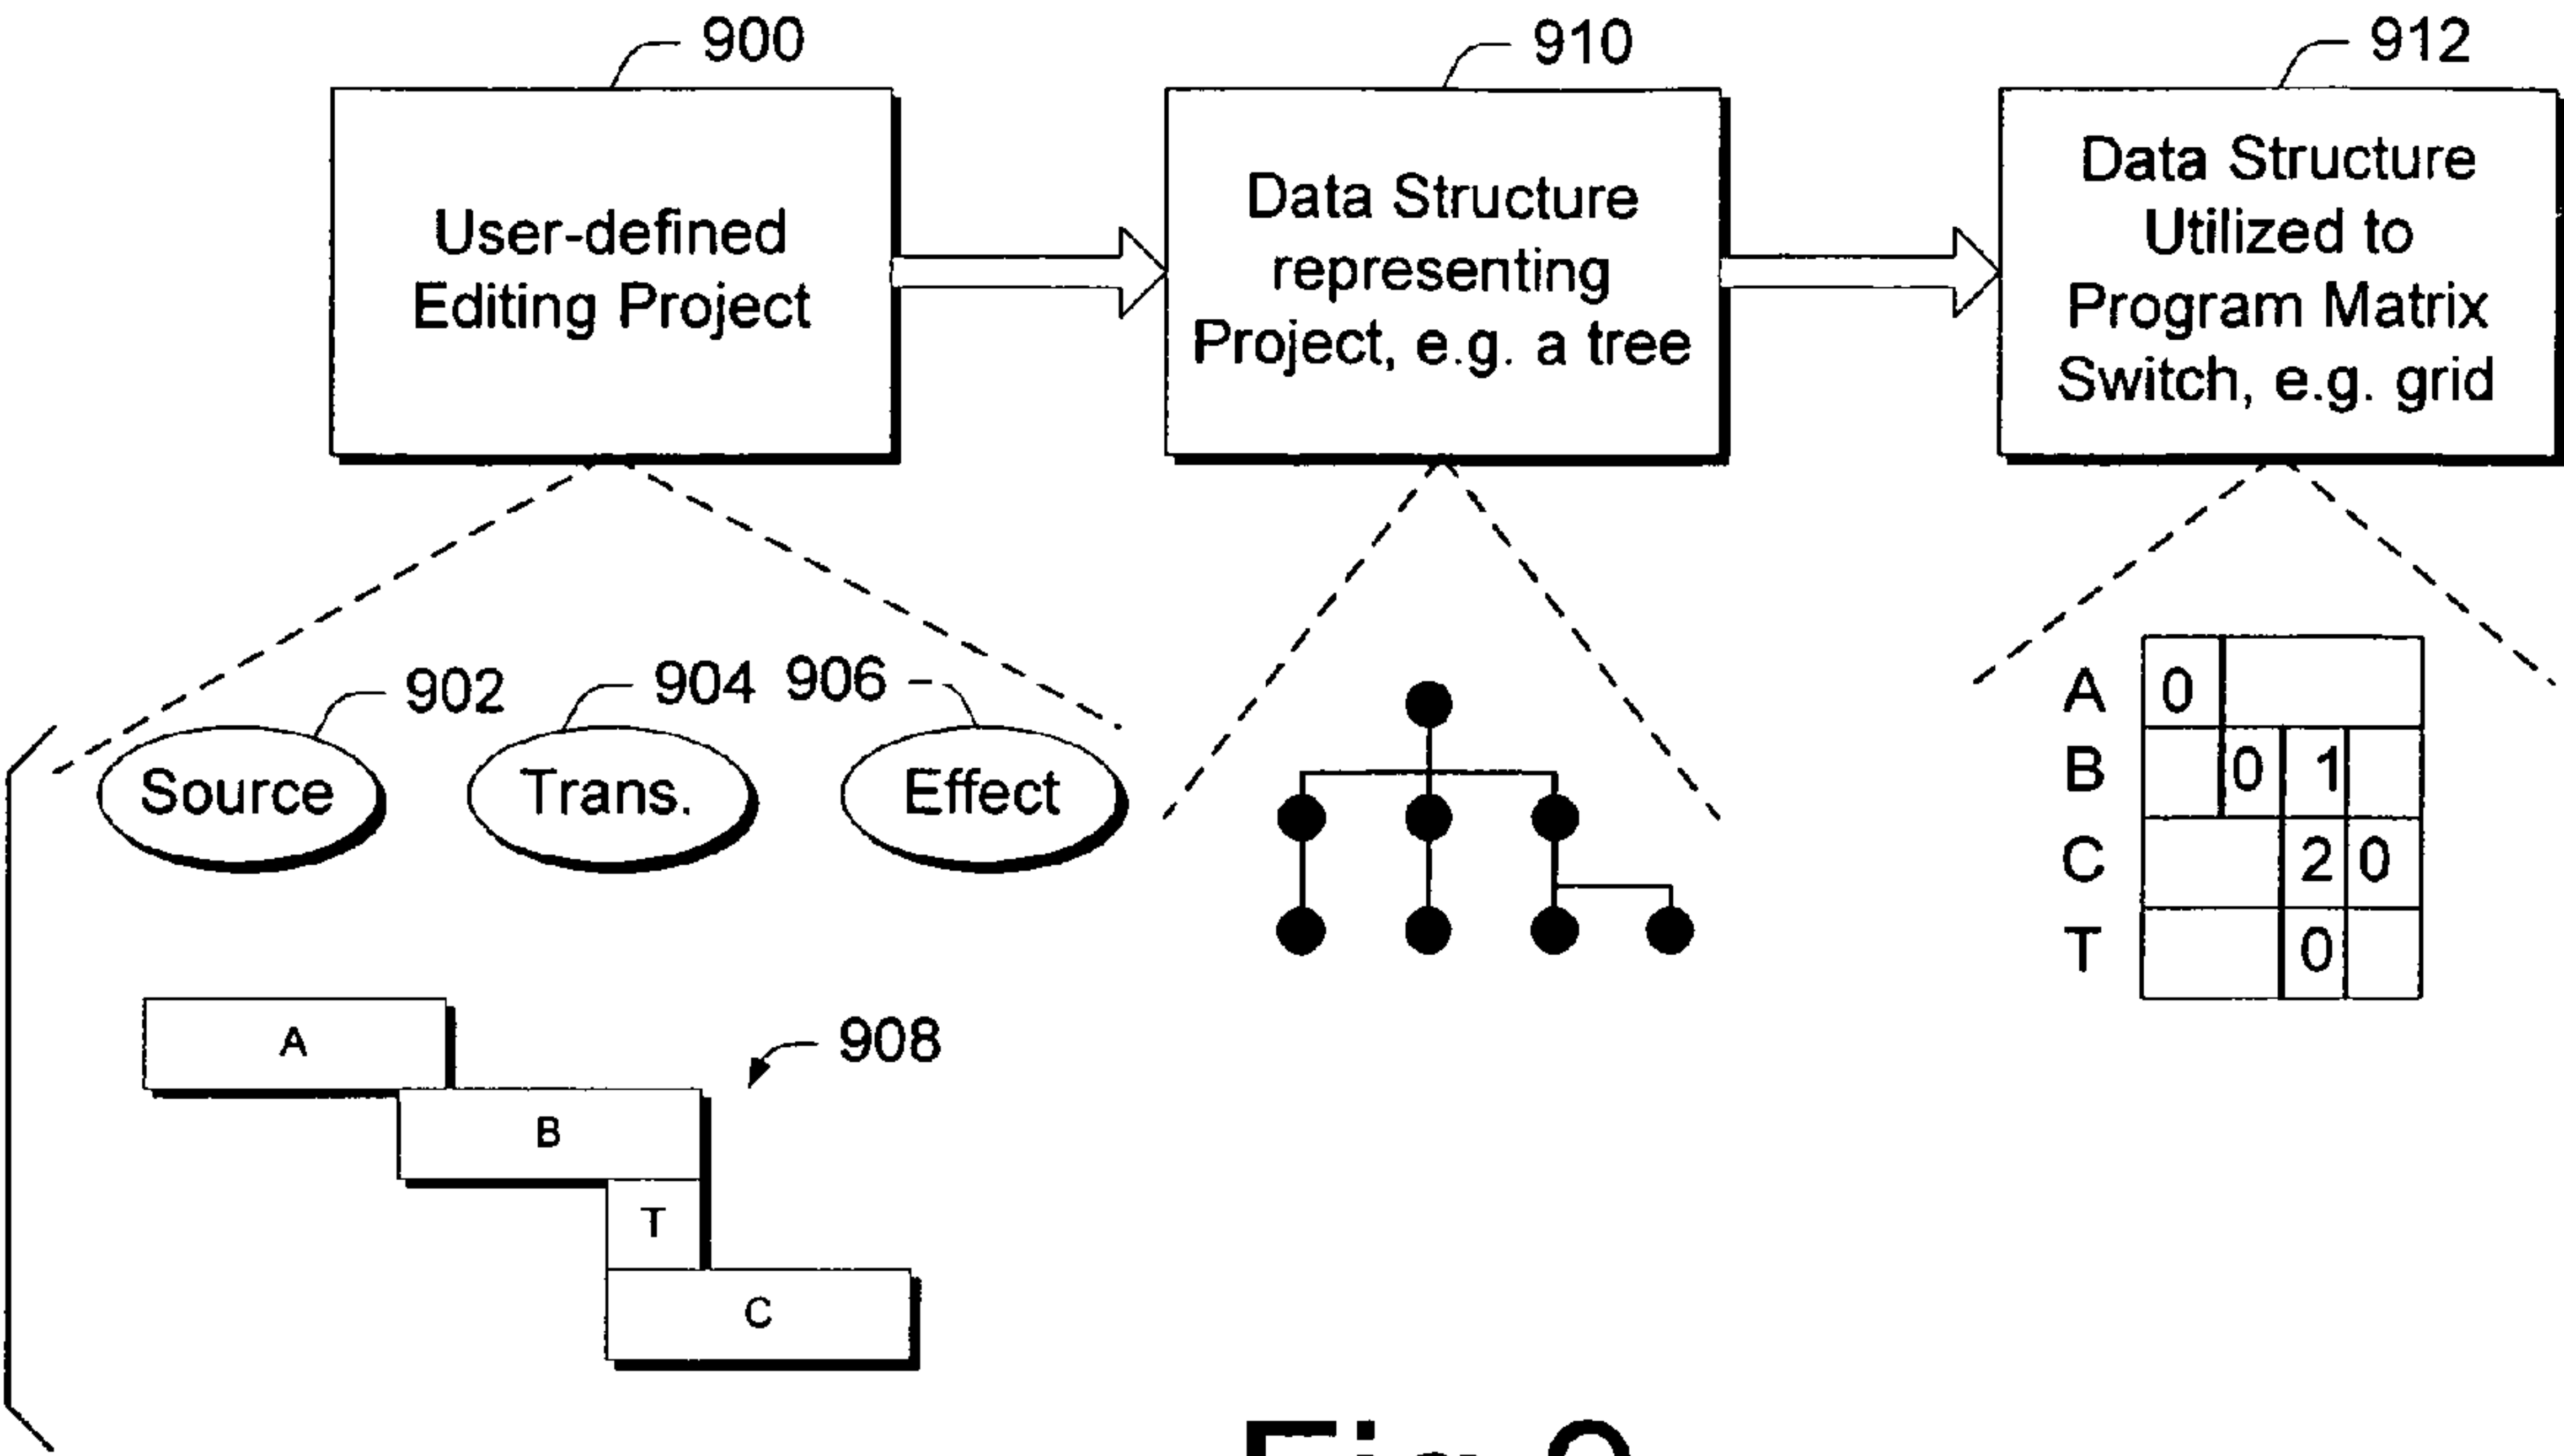 900
910
912
User-defined
Editing Project
Data Structure
representing
Project, e.g. a tree
Data Structure
Utilized to
Program Matrix
Switch, e.g. grid
902
904
906
Source
Trans.
Effect
A
B
T
C
908
A 0
B 0 1
C 2 0
T 0